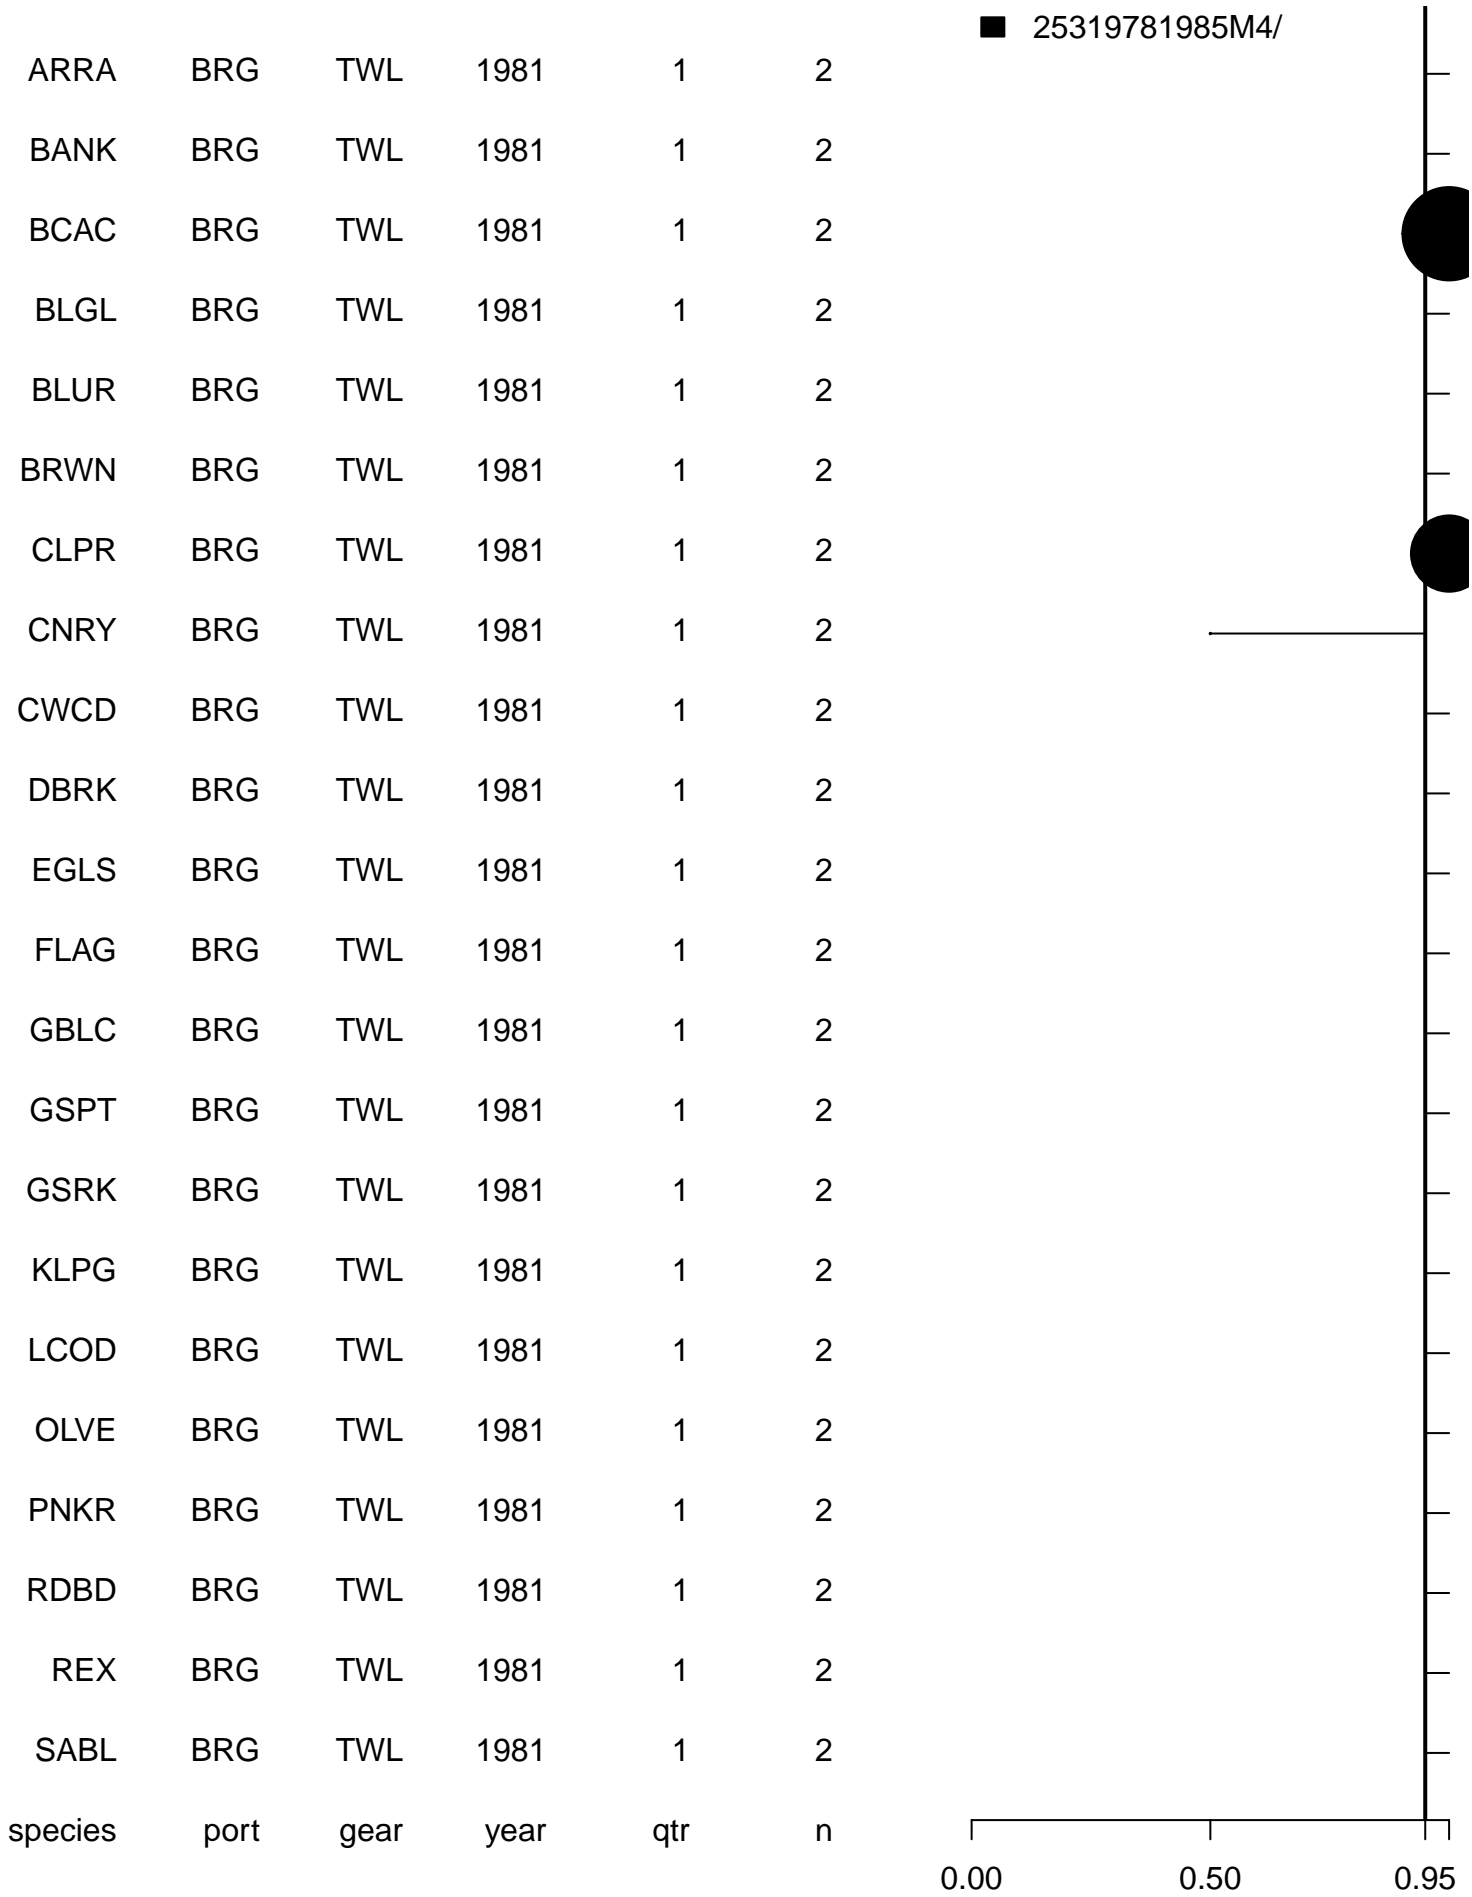 25319781985M4/
ARRA BRG TWL 1981 1 2
BANK BRG TWL 1981 1 2
BCAC BRG TWL 1981 1 2
BLGL BRG TWL 1981 1 2
BLUR BRG TWL 1981 1 2
BRWN BRG TWL 1981 1 2
CLPR BRG TWL 1981 1 2
CNRY BRG TWL 1981 1 2
CWCD BRG TWL 1981 1 2
DBRK BRG TWL 1981 1 2
EGLS BRG TWL 1981 1 2
FLAG BRG TWL 1981 1 2
GBLC BRG TWL 1981 1 2
GSPT BRG TWL 1981 1 2
GSRK BRG TWL 1981 1 2
KLPG BRG TWL 1981 1 2
LCOD BRG TWL 1981 1 2
OLVE BRG TWL 1981 1 2
PNKR BRG TWL 1981 1 2
RDBD BRG TWL 1981 1 2
REX BRG TWL 1981 1 2
SABL BRG TWL 1981 1 2
species port gear year qtr n
0.00 0.50 0.95